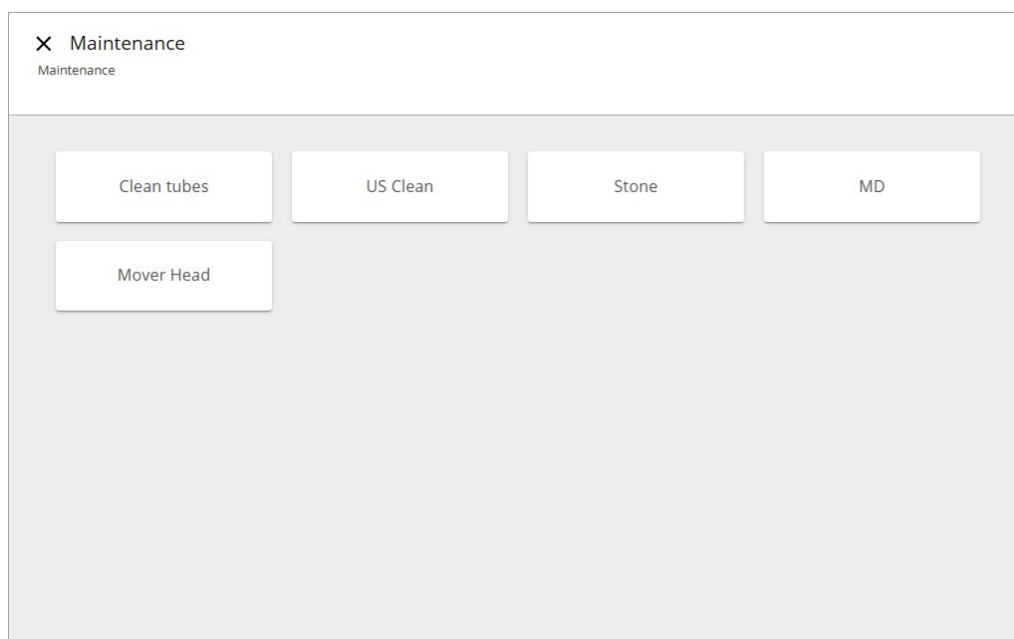 Maintenance
Maintenance
Clean tubes
US Clean
Stone
MD
Mover Head